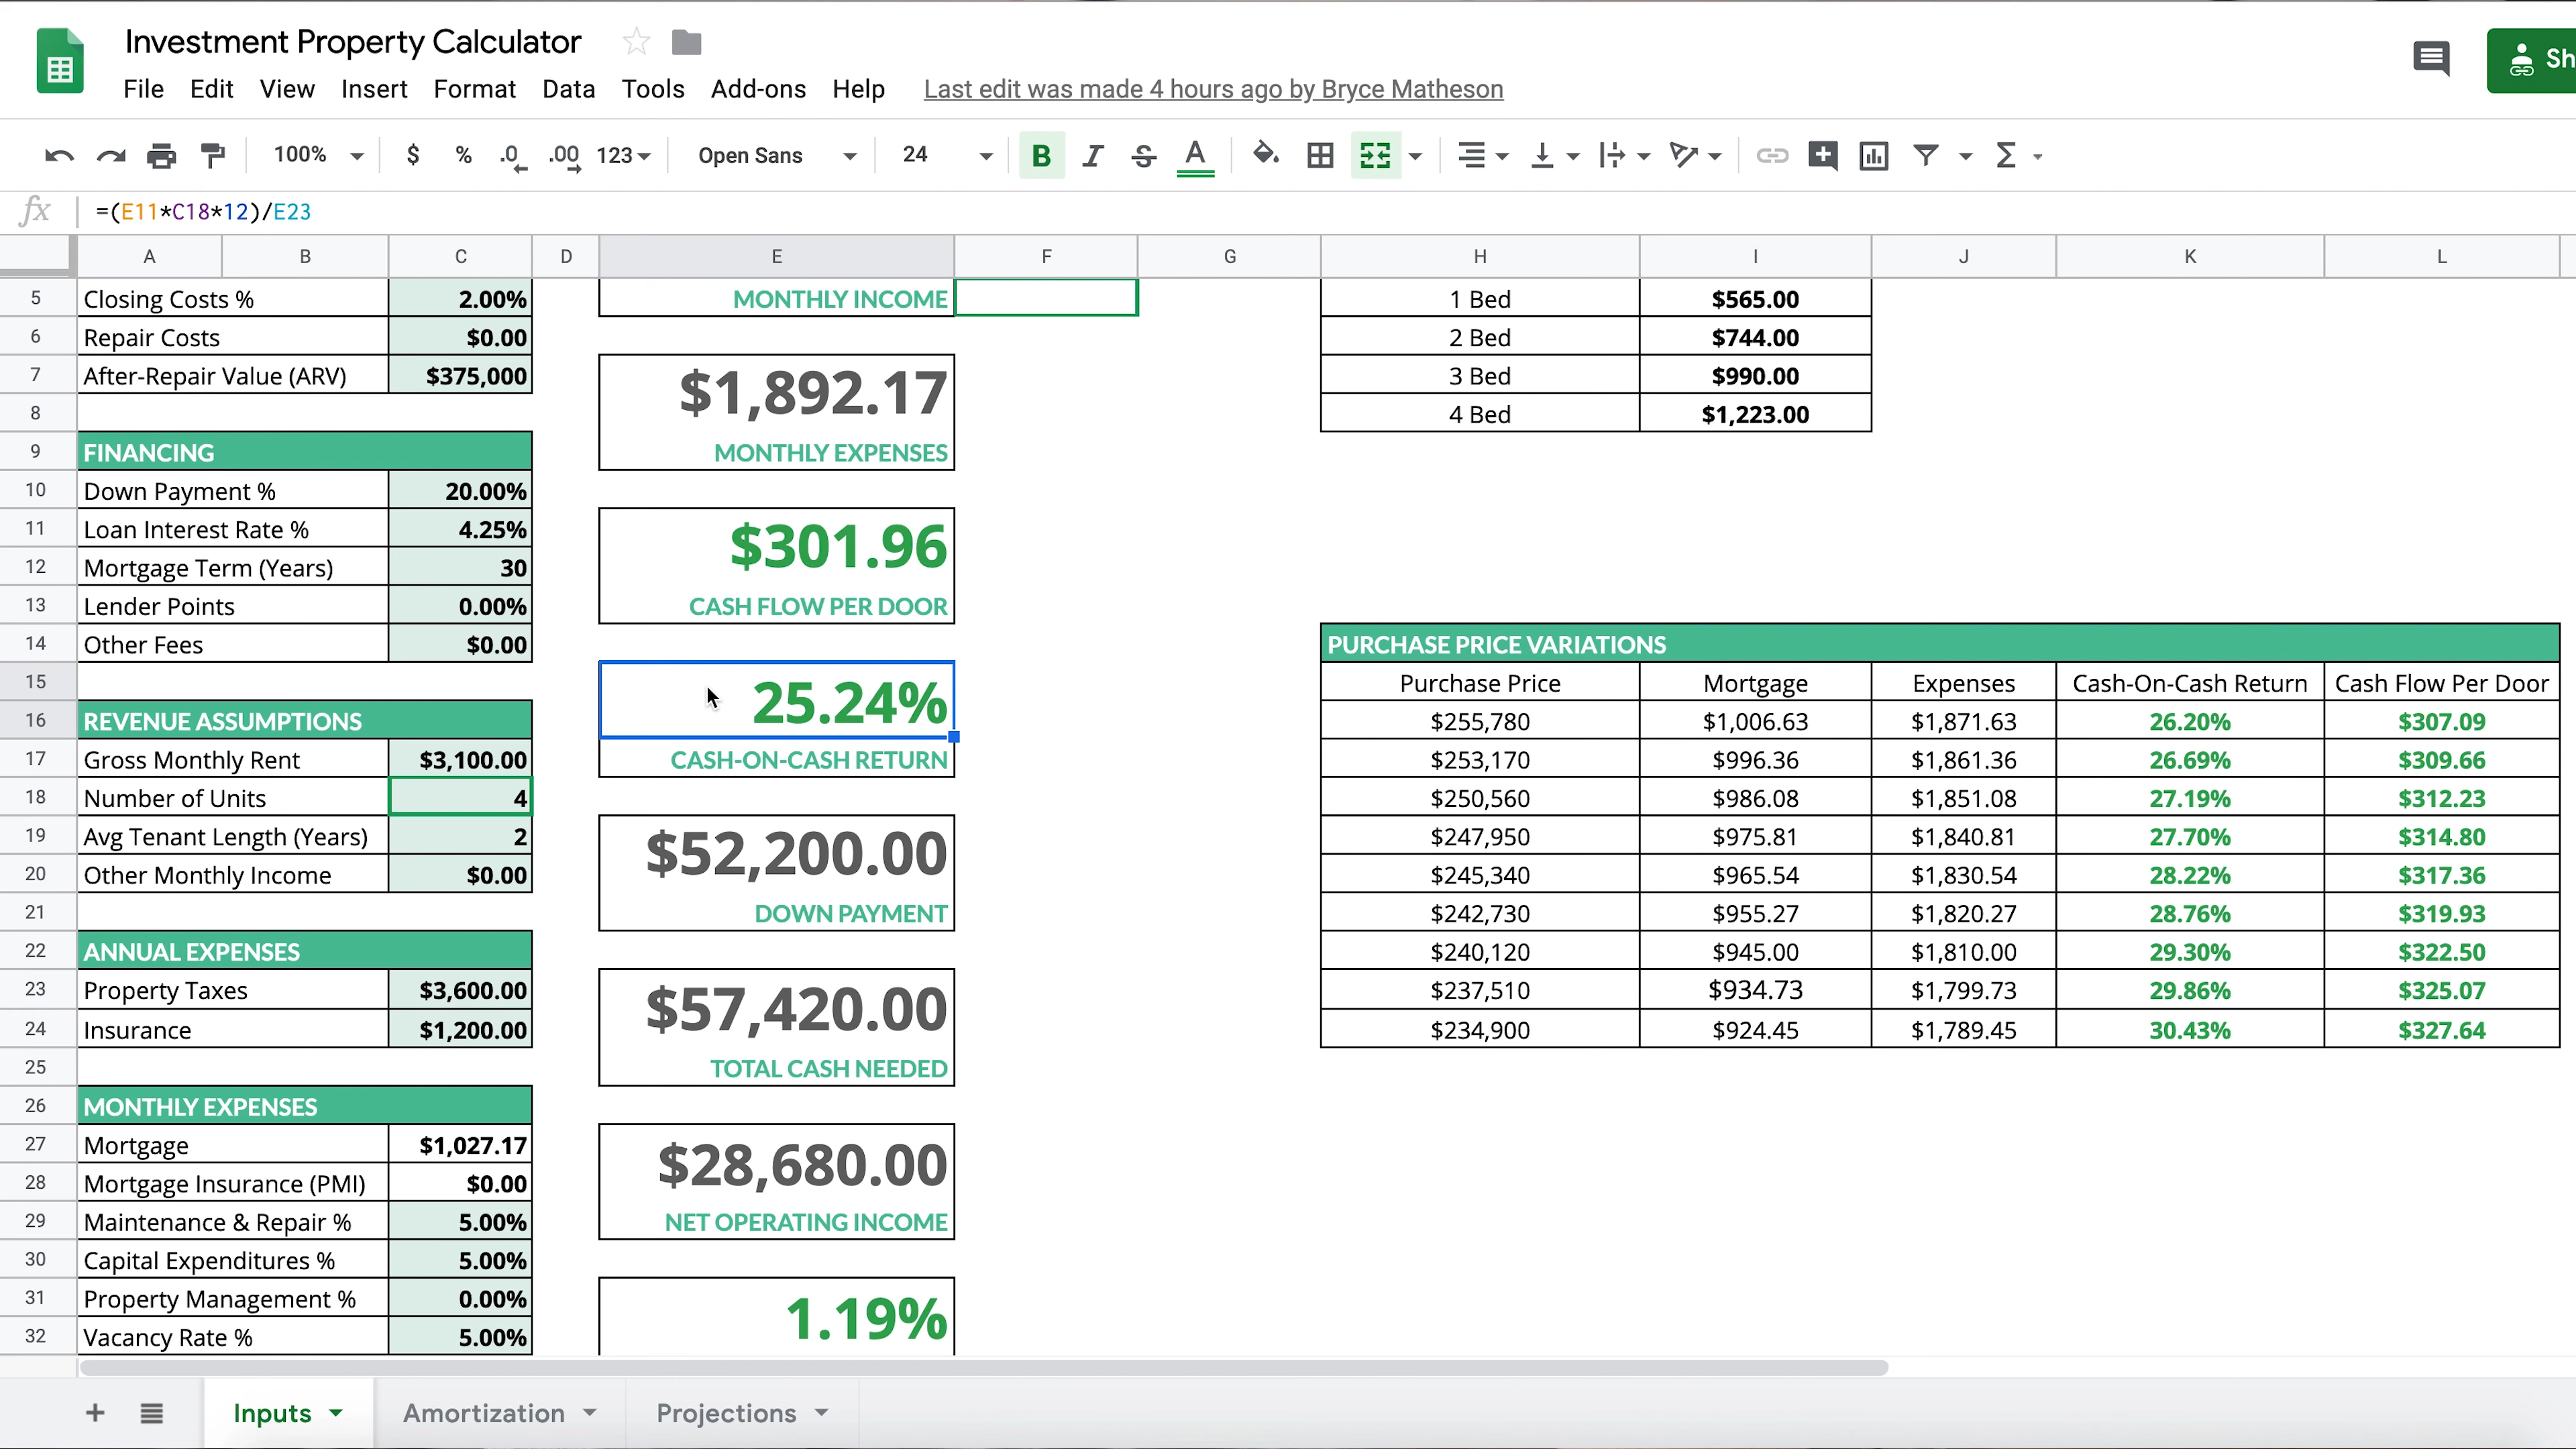 Investment Property Calculator
File Edit View Insert Format Data Tools Add-ons Help Last edit was made 4 hours ago by Bryce Matheson
Sh
100% $ % .0 .00 123 Open Sans 24 B I S A Σ
fx =(E11*C18*12)/E23
A B C D E F G H I J K L
5 Closing Costs % 2.00% MONTHLY INCOME 1 Bed $565.00
6 Repair Costs $0.00 2 Bed $744.00
7 After-Repair Value (ARV) $375,000 $1,892.17 3 Bed $990.00
8 4 Bed $1,223.00
9 FINANCING MONTHLY EXPENSES
10 Down Payment % 20.00%
11 Loan Interest Rate % 4.25% $301.96
12 Mortgage Term (Years) 30
13 Lender Points 0.00% CASH FLOW PER DOOR
14 Other Fees $0.00 PURCHASE PRICE VARIATIONS
15 25.24% Purchase Price Mortgage Expenses Cash-On-Cash Return Cash Flow Per Door
16 REVENUE ASSUMPTIONS $255,780 $1,006.63 $1,871.63 26.20% $307.09
17 Gross Monthly Rent $3,100.00 CASH-ON-CASH RETURN $253,170 $996.36 $1,861.36 26.69% $309.66
18 Number of Units 4 $250,560 $986.08 $1,851.08 27.19% $312.23
19 Avg Tenant Length (Years) 2 $52,200.00 $247,950 $975.81 $1,840.81 27.70% $314.80
20 Other Monthly Income $0.00 $245,340 $965.54 $1,830.54 28.22% $317.36
21 DOWN PAYMENT $242,730 $955.27 $1,820.27 28.76% $319.93
22 ANNUAL EXPENSES $240,120 $945.00 $1,810.00 29.30% $322.50
23 Property Taxes $3,600.00 $57,420.00 $237,510 $934.73 $1,799.73 29.86% $325.07
24 Insurance $1,200.00 $234,900 $924.45 $1,789.45 30.43% $327.64
25 TOTAL CASH NEEDED
26 MONTHLY EXPENSES
27 Mortgage $1,027.17 $28,680.00
28 Mortgage Insurance (PMI) $0.00
29 Maintenance & Repair % 5.00% NET OPERATING INCOME
30 Capital Expenditures % 5.00%
31 Property Management % 0.00% 1.19%
32 Vacancy Rate % 5.00%
Inputs Amortization Projections